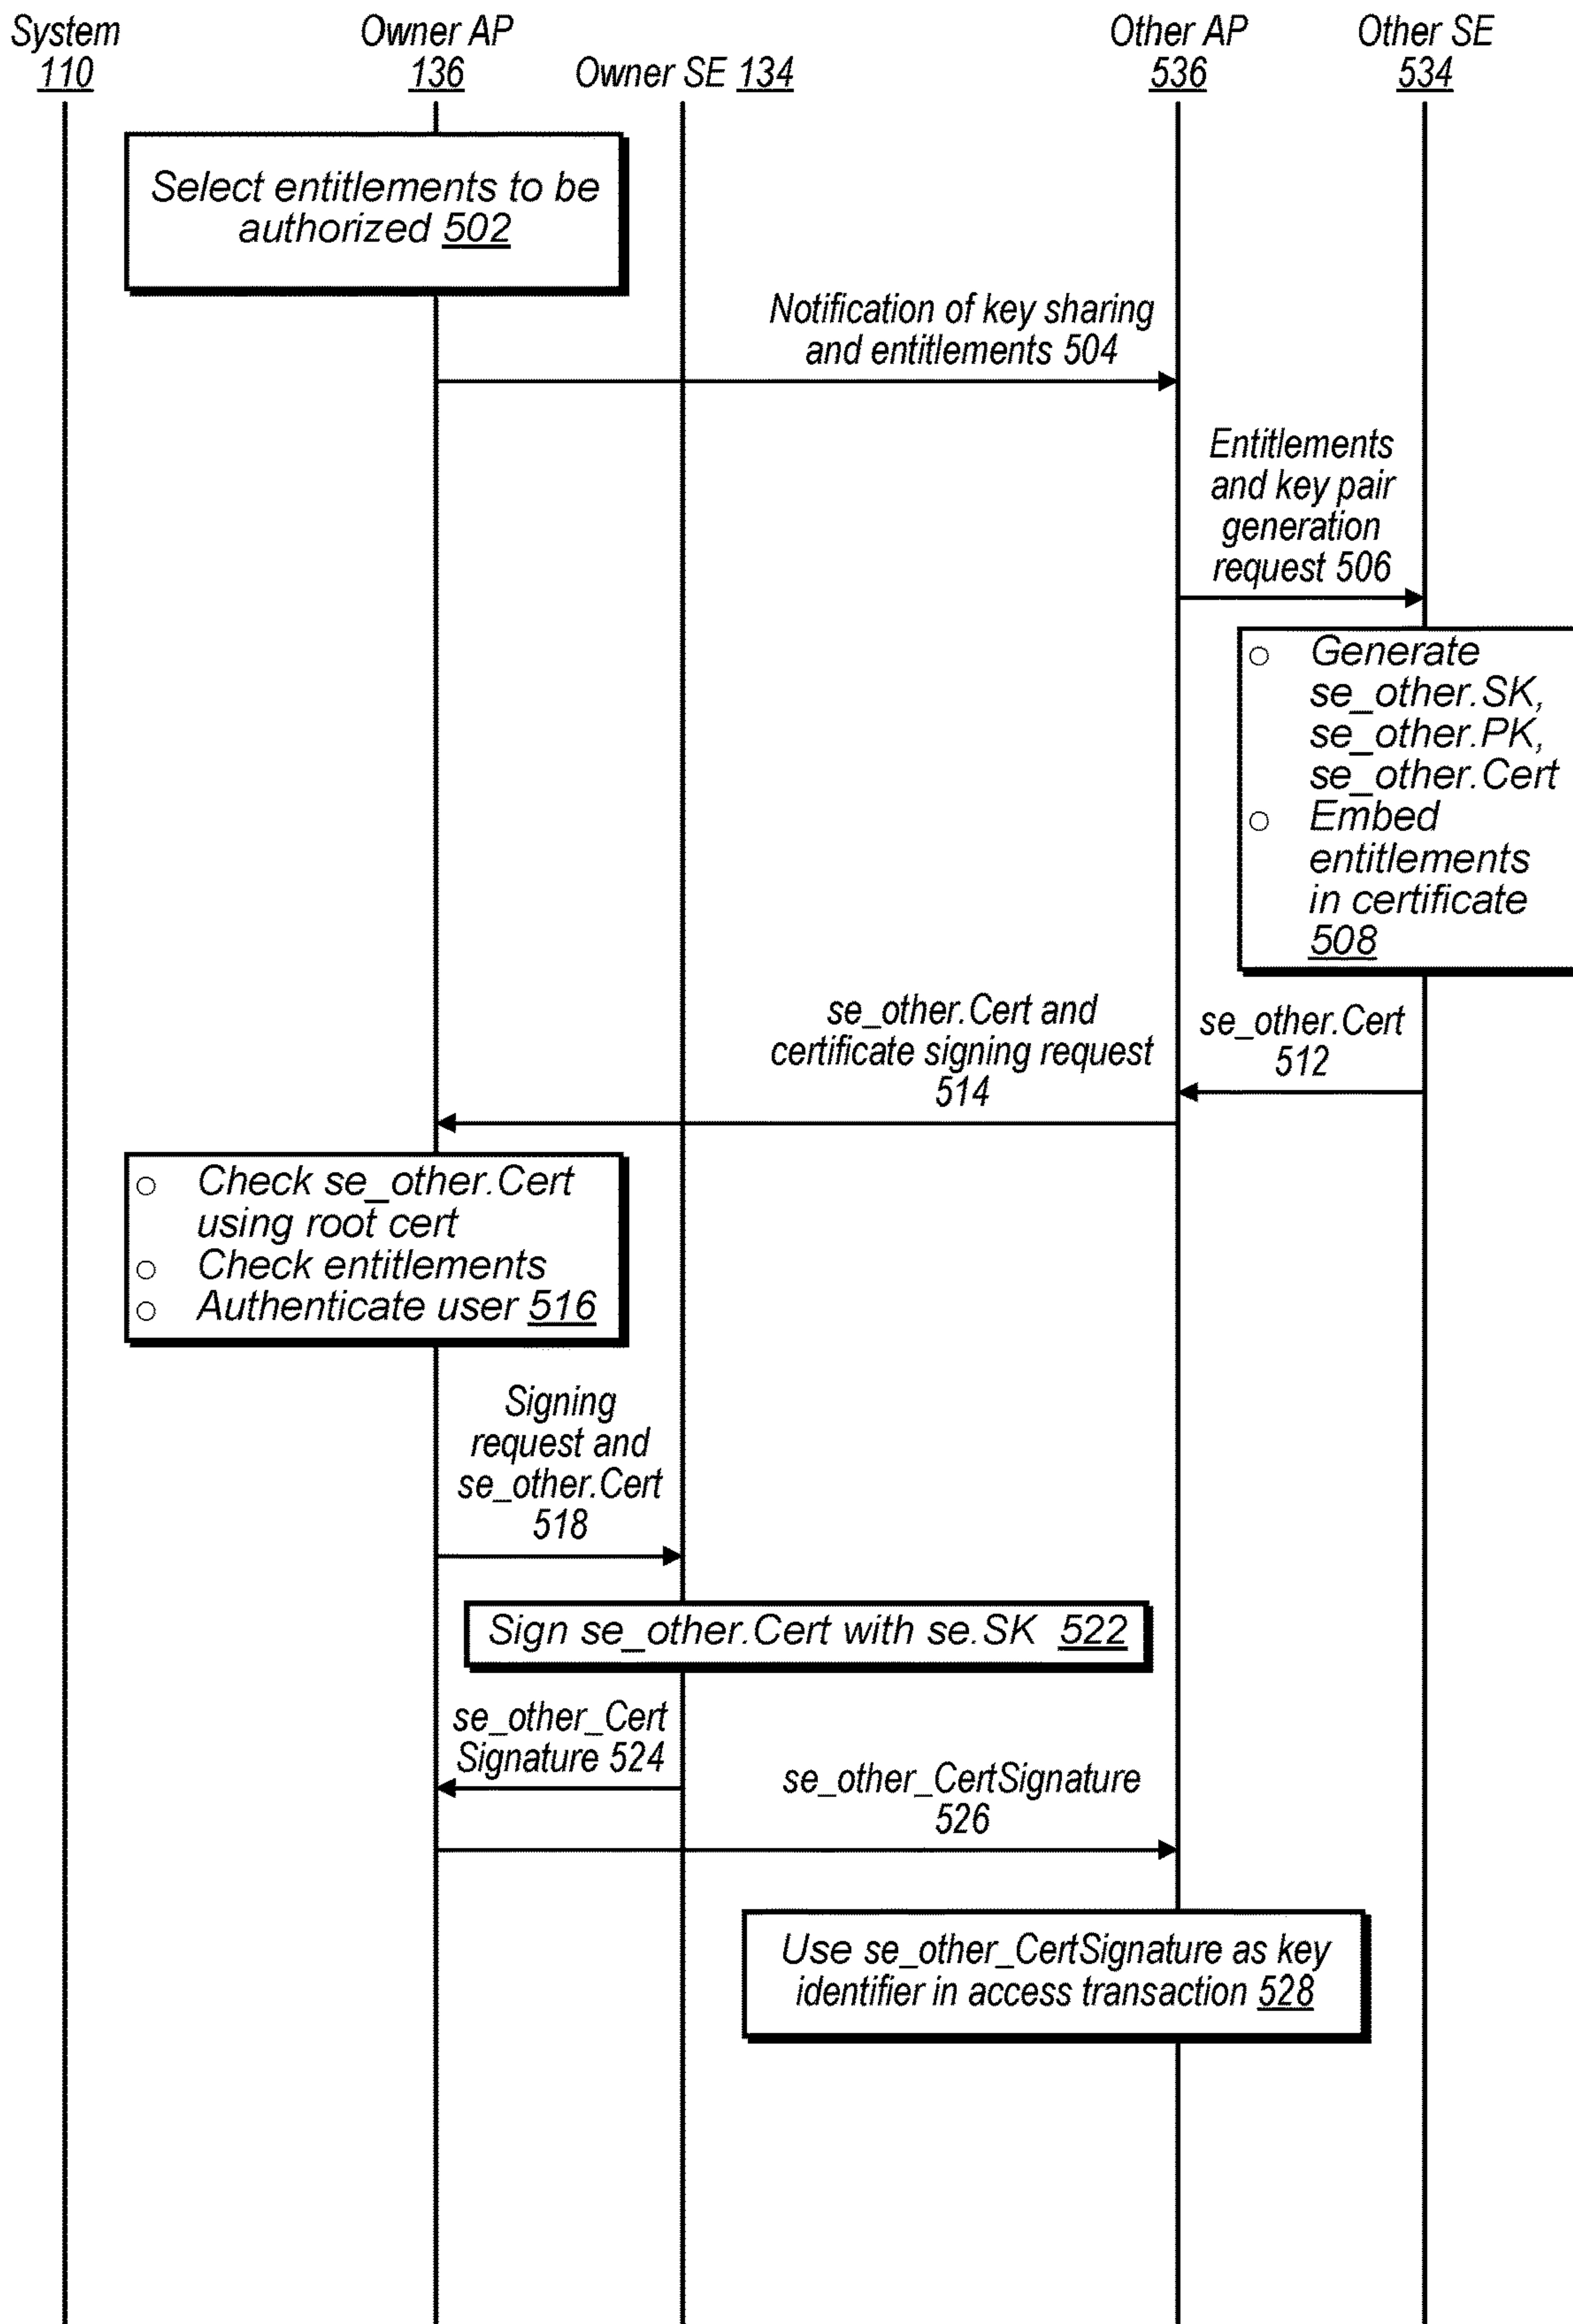 System
110
Owner AP
136
Owner SE 134
Other AP
536
Other SE
534
Select entitlements to be
authorized 502
Notification of key sharing
and entitlements 504
Entitlements
and key pair
generation
request 506
○ Generate
se_other.SK,
se_other.PK,
se_other.Cert
○ Embed
entitlements
in certificate
508
se_other.Cert
512
se_other.Cert and
certificate signing request
514
○ Check se_other.Cert
using root cert
○ Check entitlements
○ Authenticate user 516
Signing
request and
se_other.Cert
518
Sign se_other.Cert with se.SK 522
se_other_Cert
Signature 524
se_other_CertSignature
526
Use se_other_CertSignature as key
identifier in access transaction 528